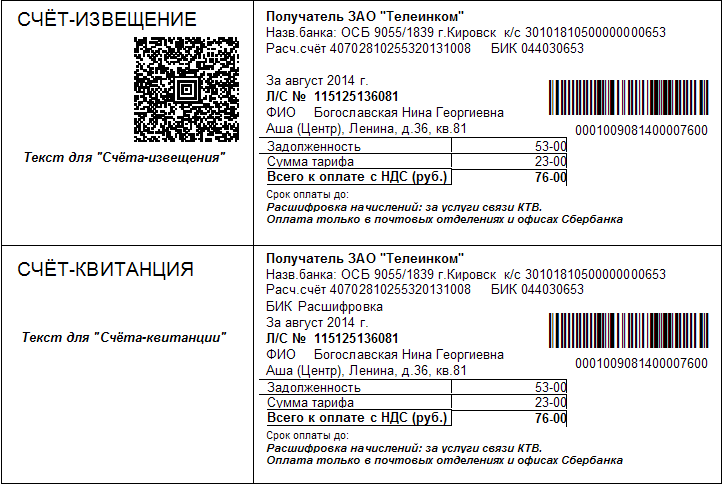 СЧЁТ-ИЗВЕЩЕНИЕ
Текст для "Счёта-извещения"
Получатель ЗАО "Телеинком"
Назв.банка: ОСБ 9055/1839 г.Кировск к/с 30101810500000000653
Расч.счёт 40702810255320131008 БИК 044030653
За август 2014 г.
Л/С № 115125136081
ФИО Богославская Нина Георгиевна
Аша (Центр), Ленина, д.36, кв.81
0001009081400007600
Задолженность 53-00
Сумма тарифа 23-00
Всего к оплате с НДС (руб.) 76-00
Срок оплаты до:
Расшифровка начислений: за услуги связи КТВ.
Оплата только в почтовых отделениях и офисах Сбербанка
СЧЁТ-КВИТАНЦИЯ
Текст для "Счёта-квитанции"
Получатель ЗАО "Телеинком"
Назв.банка: ОСБ 9055/1839 г.Кировск к/с 30101810500000000653
Расч.счёт 40702810255320131008 БИК 044030653
БИК Расшифровка
За август 2014 г.
Л/С № 115125136081
ФИО Богославская Нина Георгиевна
Аша (Центр), Ленина, д.36, кв.81
0001009081400007600
Задолженность 53-00
Сумма тарифа 23-00
Всего к оплате с НДС (руб.) 76-00
Срок оплаты до:
Расшифровка начислений: за услуги связи КТВ.
Оплата только в почтовых отделениях и офисах Сбербанка